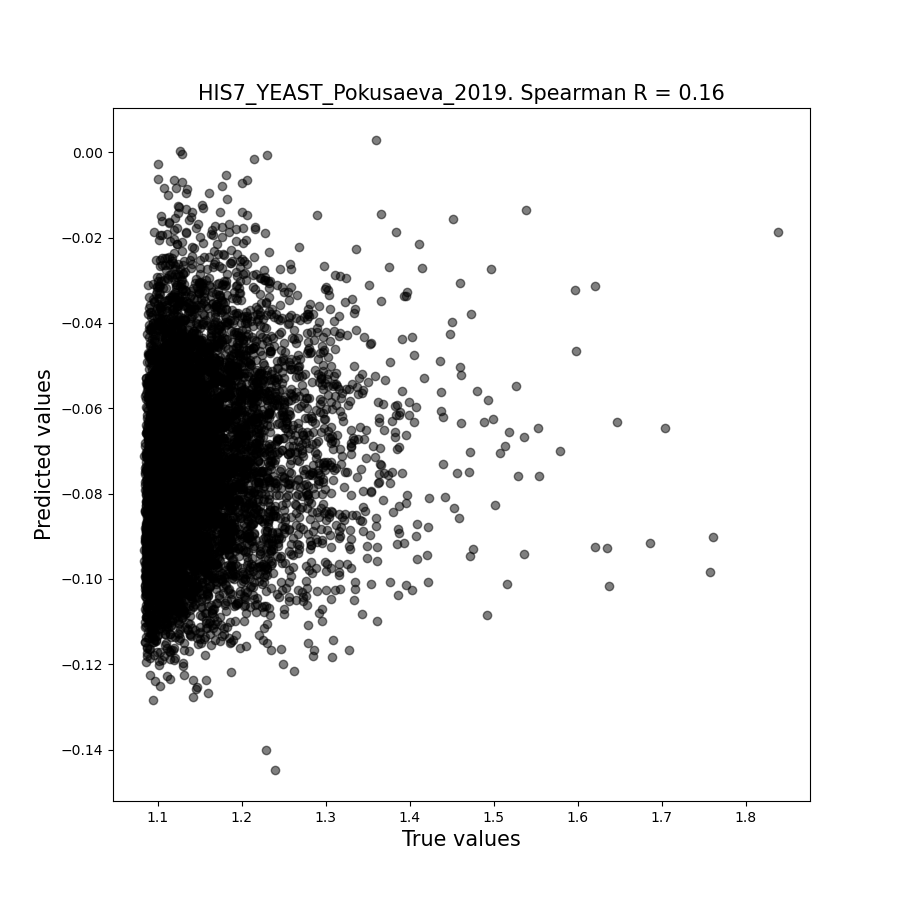 HIS7_YEAST_Pokusaeva_2019. Spearman R = 0.16
0.00
−0.02
−0.04
−0.06
−0.08
−0.10
−0.12
−0.14
Predicted values
1.1 1.2 1.3 1.4 1.5 1.6 1.7 1.8
True values